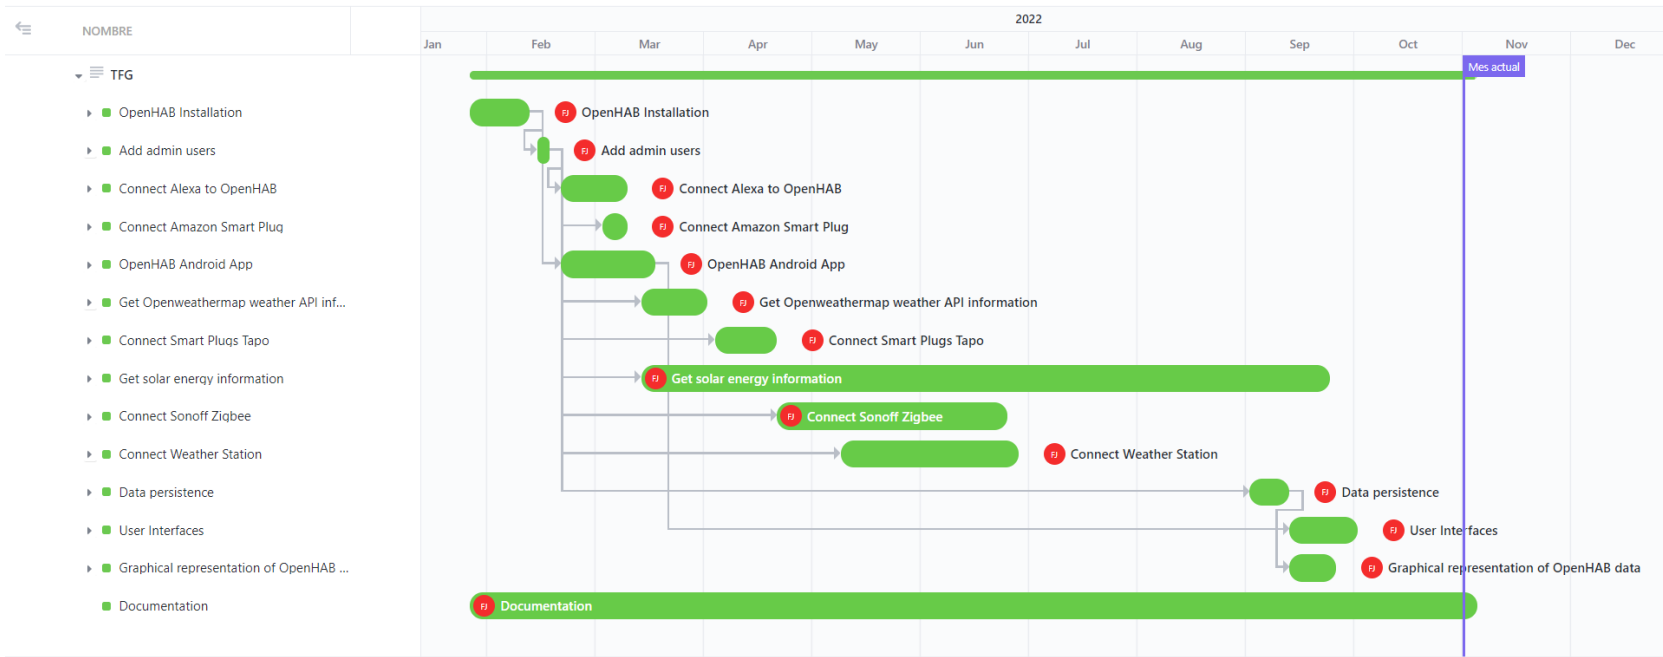 NOMBRE
2022
Jan Feb Mar Apr May Jun Jul Aug Sep Oct Nov Dec
Mes actual
TFG
OpenHAB Installation
FJ OpenHAB Installation
Add admin users
FJ Add admin users
Connect Alexa to OpenHAB
FJ Connect Alexa to OpenHAB
Connect Amazon Smart Plug
FJ Connect Amazon Smart Plug
OpenHAB Android App
FJ OpenHAB Android App
Get Openweathermap weather API inf...
FJ Get Openweathermap weather API information
Connect Smart Plugs Tapo
FJ Connect Smart Plugs Tapo
Get solar energy information
FJ Get solar energy information
Connect Sonoff Zigbee
FJ Connect Sonoff Zigbee
Connect Weather Station
FJ Connect Weather Station
Data persistence
FJ Data persistence
User Interfaces
FJ User Interfaces
Graphical representation of OpenHAB ...
FJ Graphical representation of OpenHAB data
Documentation
FJ Documentation